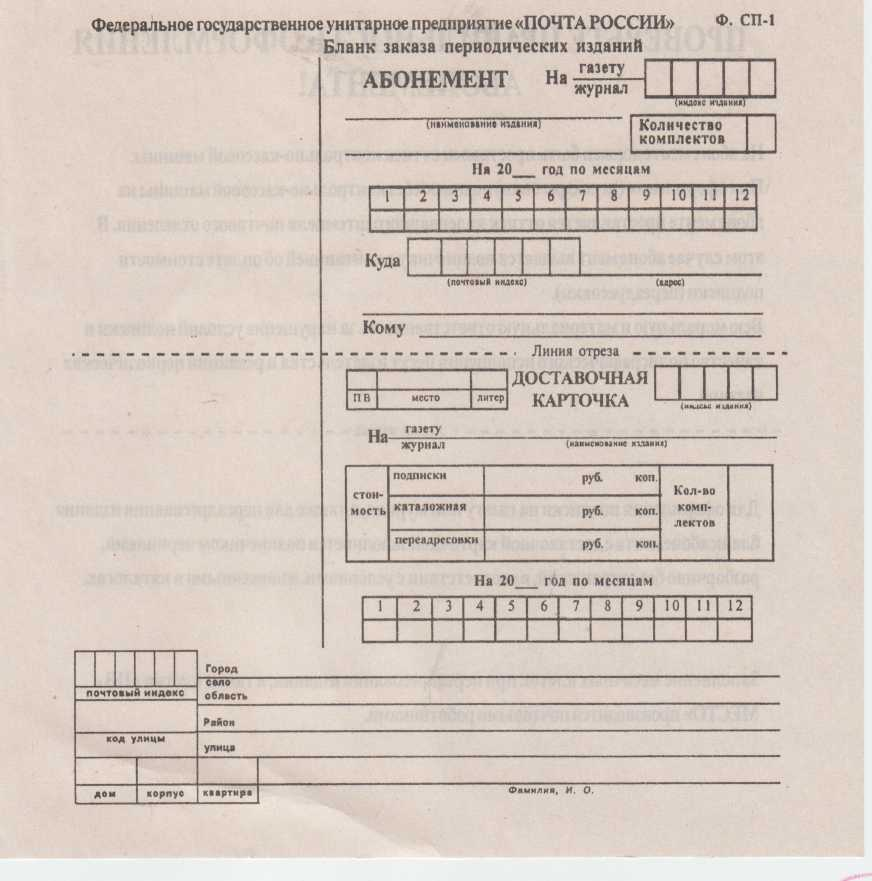 Федеральное государственное унитарное предприятие «ПОЧТА РОССИИ» Ф. СП-1
Бланк заказа периодических изданий
АБОНЕМЕНТ На газету
журнал
(индекс издания)
(наименование издания)
Количество
комплектов
На 20___ год по месяцам
1 2 3 4 5 6 7 8 9 10 11 12
Куда
(почтовый индекс) (адрес)
Кому
Линия отреза
ДОСТАВОЧНАЯ
КАРТОЧКА
ПВ место литер
(индекс издания)
На газету
журнал
(наименование издания)
стои-
мость
подписки руб. коп.
каталожная руб. коп.
переадресовки руб. коп.
Кол-во
комп-
лектов
На 20___ год по месяцам
1 2 3 4 5 6 7 8 9 10 11 12
Город
село
почтовый индекс область
Район
код улицы
улица
дом корпус квартира
Фамилия, И. О.